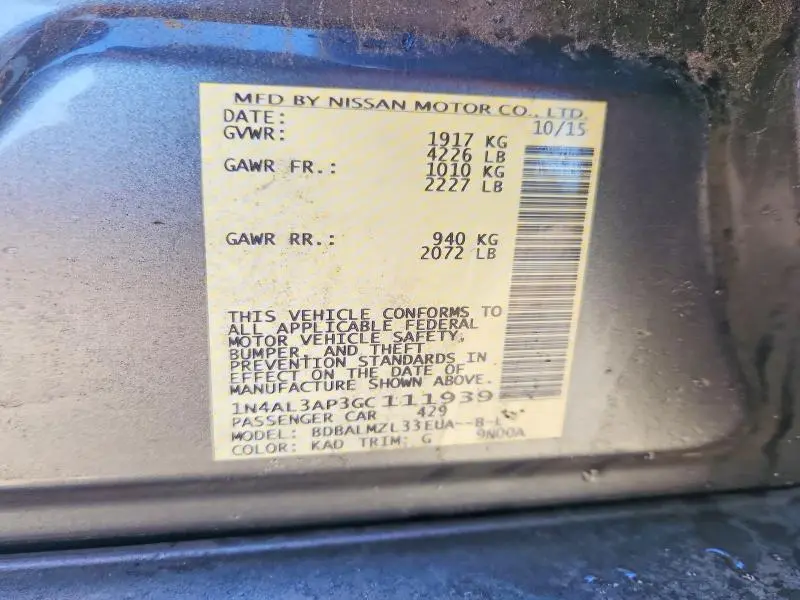 MFD BY NISSAN MOTOR CO., LTD.
DATE: 10/15
GVWR: 1917 KG
4226 LB
GAWR FR.: 1010 KG
2227 LB
GAWR RR.: 940 KG
2072 LB
THIS VEHICLE CONFORMS TO
ALL APPLICABLE FEDERAL
MOTOR VEHICLE SAFETY,
BUMPER, AND THEFT
PREVENTION STANDARDS IN
EFFECT ON THE DATE OF
MANUFACTURE SHOWN ABOVE.
1N4AL3AP3GC111939
PASSENGER CAR 429
MODEL: BDBALMZL33EUA--B-L
COLOR: KAD TRIM: G 9N00A